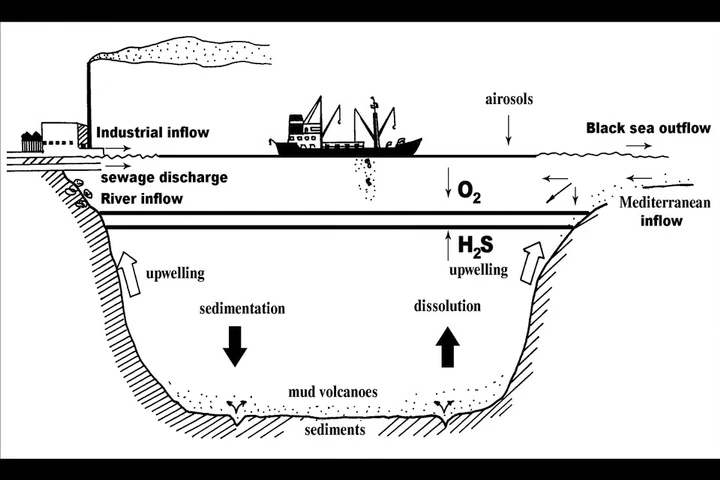 airosols
Industrial inflow
Black sea outflow
sewage discharge
River inflow
O2
Mediterranean
inflow
H2S
upwelling
upwelling
sedimentation
dissolution
mud volcanoes
sediments